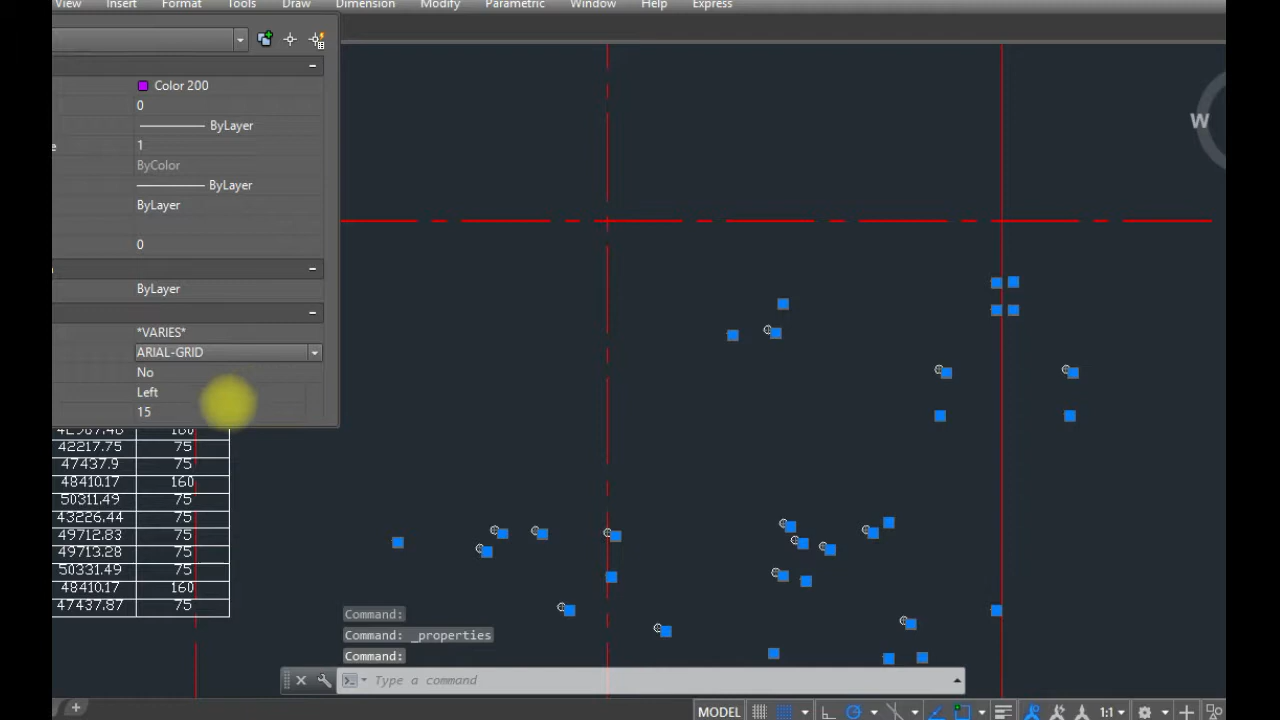 View Insert Format Tools Draw Dimension Modify Parametric Window Help Express
Color 200
0
ByLayer
1
ByColor
ByLayer
ByLayer
0
ByLayer
*VARIES*
ARIAL-GRID
No
Left
15
W
42217.75 75
47437.9 75
48410.17 160
50311.49 75
43226.44 75
49712.83 75
49713.28 75
50331.49 75
48410.17 160
47437.87 75
Command:
Command: _properties
Command:
Type a command
MODEL 1:1